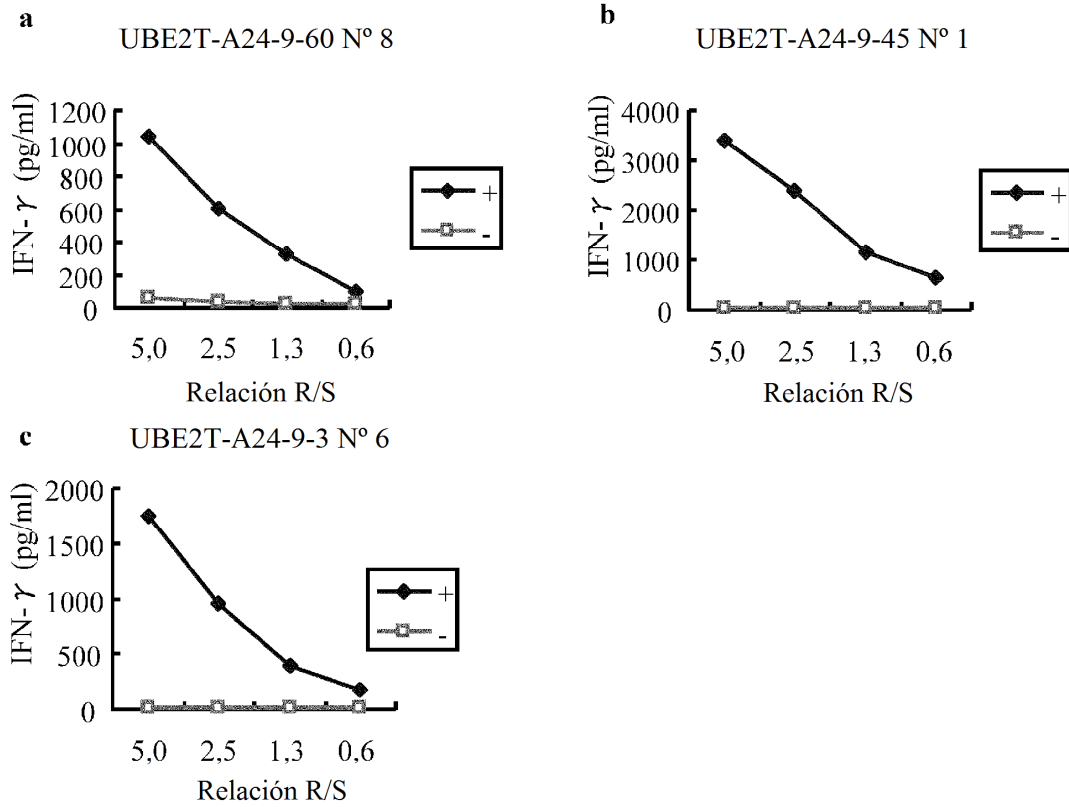 a
UBE2T-A24-9-60 Nº 8
IFN-γ (pg/ml)
1200
1000
800
600
400
200
0
5,0 2,5 1,3 0,6
Relación R/S
+
-
b
UBE2T-A24-9-45 Nº 1
IFN-γ (pg/ml)
4000
3000
2000
1000
0
5,0 2,5 1,3 0,6
Relación R/S
+
-
c
UBE2T-A24-9-3 Nº 6
IFN-γ (pg/ml)
2000
1500
1000
500
0
5,0 2,5 1,3 0,6
Relación R/S
+
-